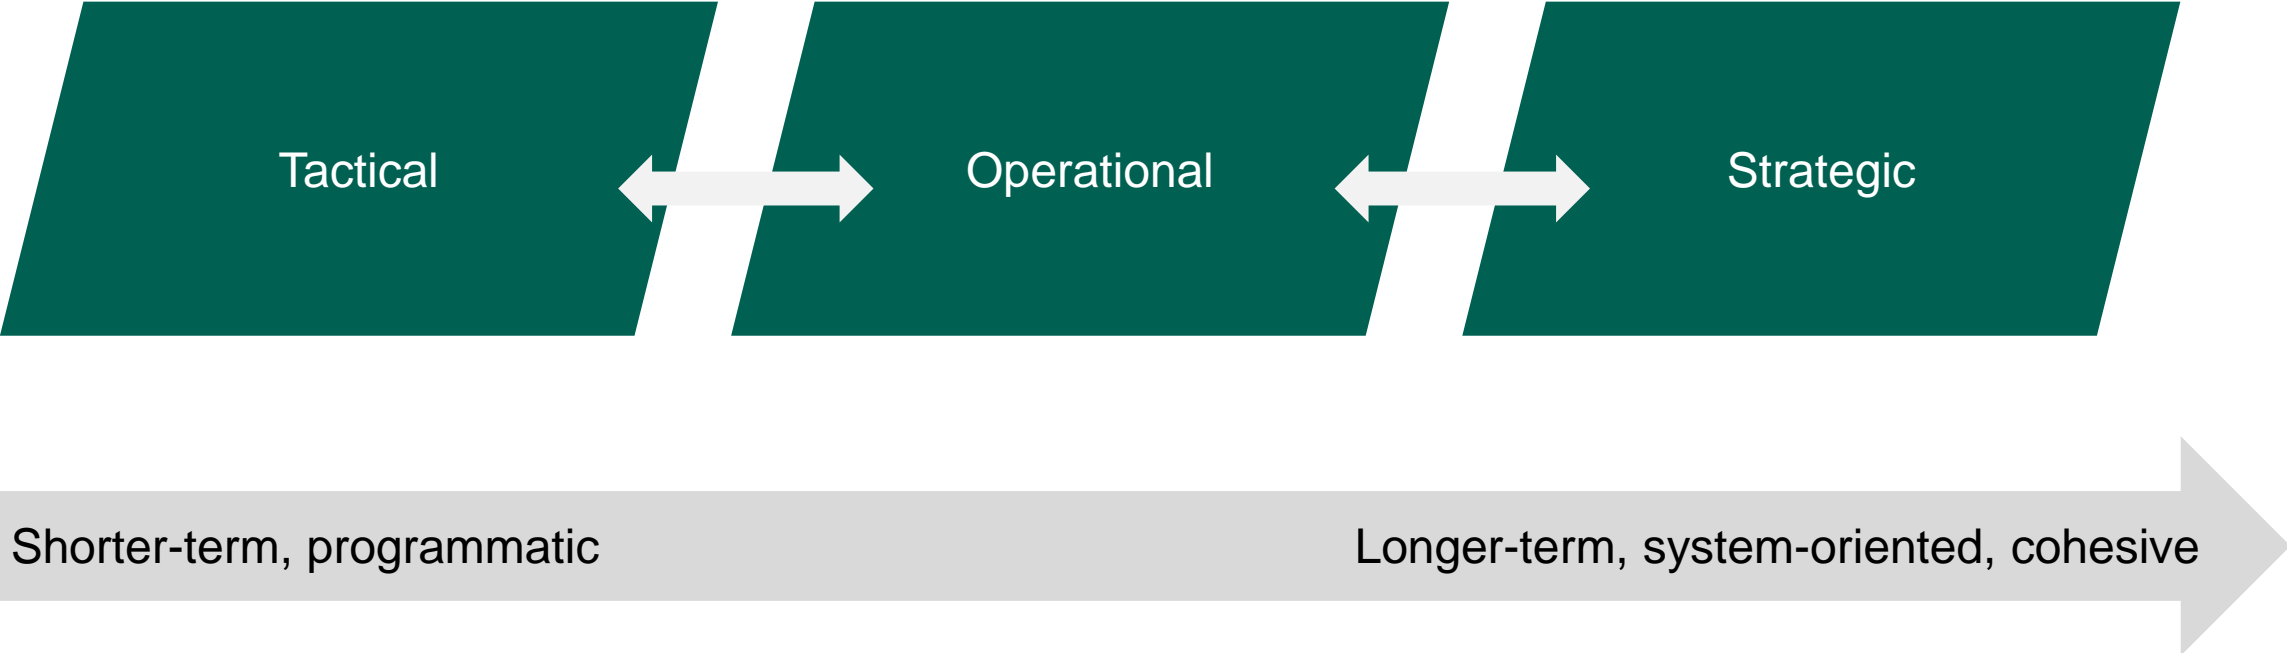 Tactical
Operational
Strategic
Shorter-term, programmatic
Longer-term, system-oriented, cohesive